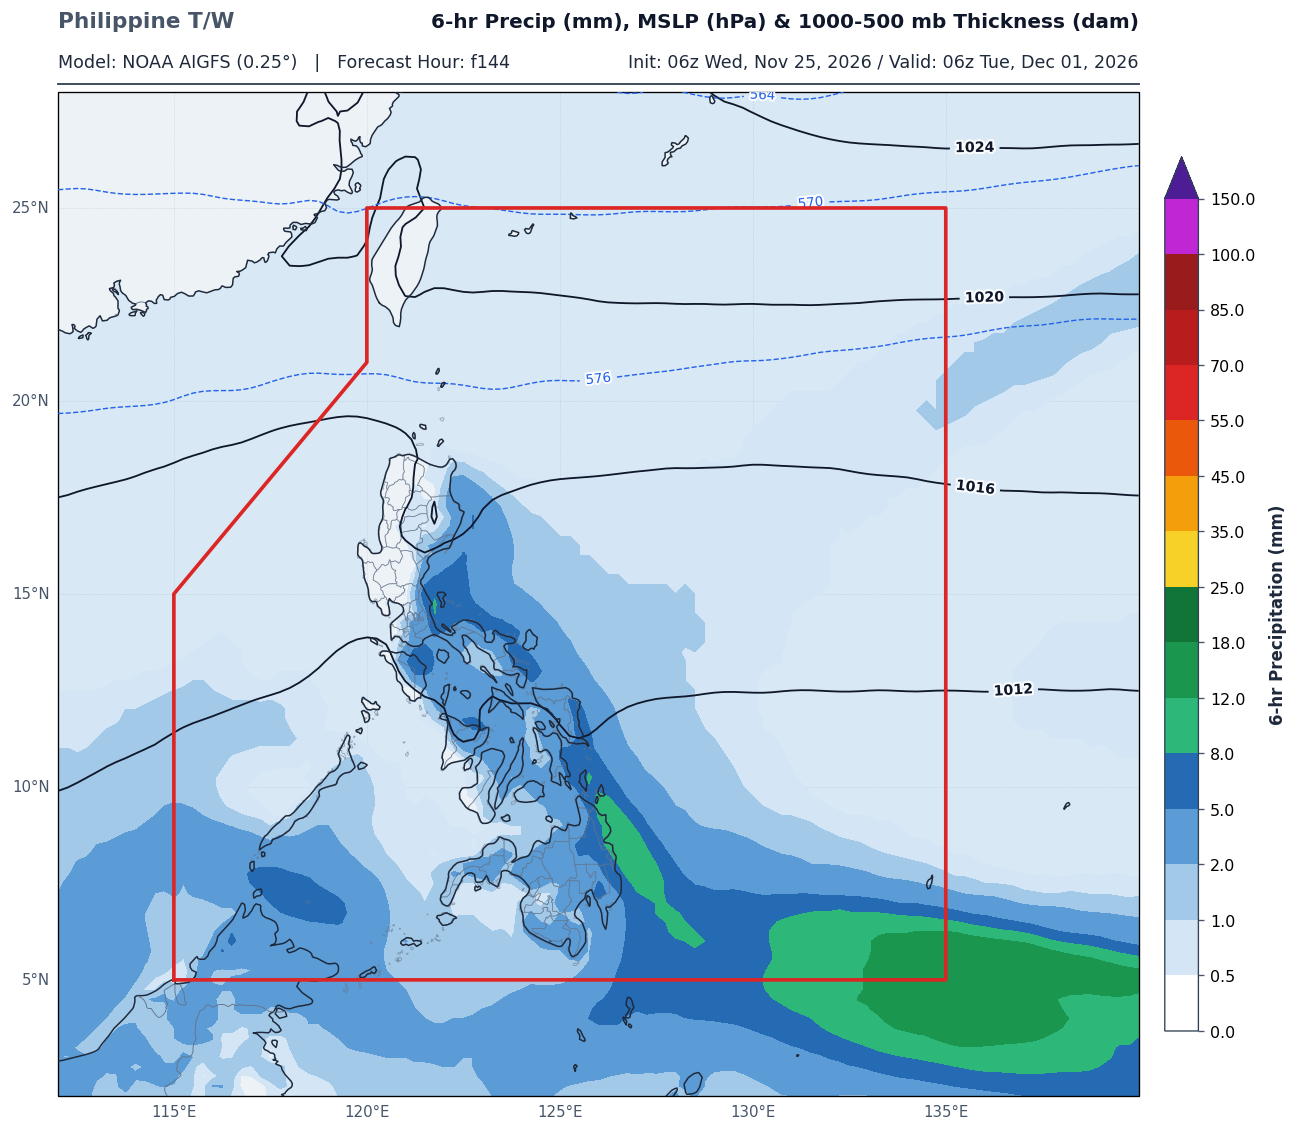 Philippine T/W
6-hr Precip (mm), MSLP (hPa) & 1000-500 mb Thickness (dam)
Model: NOAA AIGFS (0.25°) | Forecast Hour: f144
Init: 06z Wed, Nov 25, 2026 / Valid: 06z Tue, Dec 01, 2026
564
1024
570
1020
576
1016
1012
25°N
20°N
15°N
10°N
5°N
115°E
120°E
125°E
130°E
135°E
150.0
100.0
85.0
70.0
55.0
45.0
35.0
25.0
18.0
12.0
8.0
5.0
2.0
1.0
0.5
0.0
6-hr Precipitation (mm)